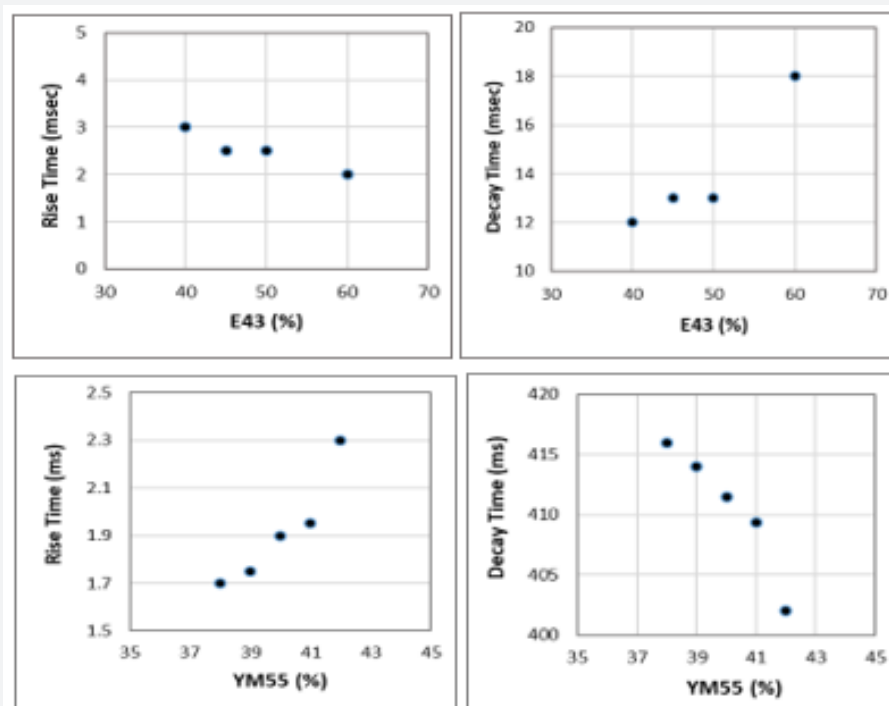 Rise Time (msec)
5
4
3
2
1
0
30 40 50 60 70
E43 (%)
Decay Time (msec)
20
18
16
14
12
10
30 40 50 60 70
E43 (%)
Rise Time (ms)
2.5
2.3
2.1
1.9
1.7
1.5
35 37 39 41 43 45
YM55 (%)
Decay Time (ms)
420
415
410
405
400
35 37 39 41 43 45
YM55 (%)